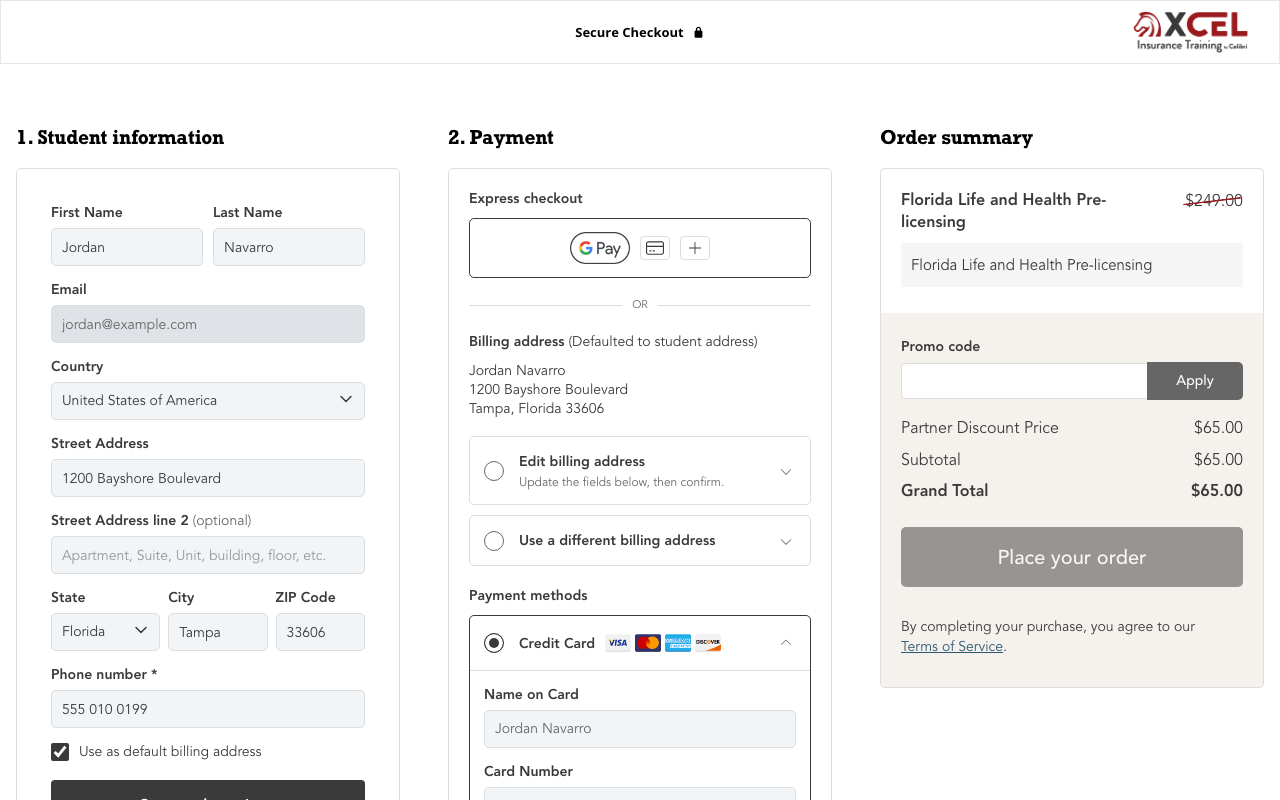 Secure Checkout
XCEL
Insurance Training by Colibri
1. Student information
First Name
Last Name
Jordan
Navarro
Email
jordan@example.com
Country
United States of America
Street Address
1200 Bayshore Boulevard
Street Address line 2 (optional)
Apartment, Suite, Unit, building, floor, etc.
State
City
ZIP Code
Florida
Tampa
33606
Phone number *
555 010 0199
Use as default billing address
2. Payment
Express checkout
G Pay
OR
Billing address (Defaulted to student address)
Jordan Navarro
1200 Bayshore Boulevard
Tampa, Florida 33606
Edit billing address
Update the fields below, then confirm.
Use a different billing address
Payment methods
Credit Card
VISA
DISCOVER
Name on Card
Jordan Navarro
Card Number
Order summary
Florida Life and Health Pre-
licensing
$249.00
Florida Life and Health Pre-licensing
Promo code
Apply
Partner Discount Price
$65.00
Subtotal
$65.00
Grand Total
$65.00
Place your order
By completing your purchase, you agree to our
Terms of Service.